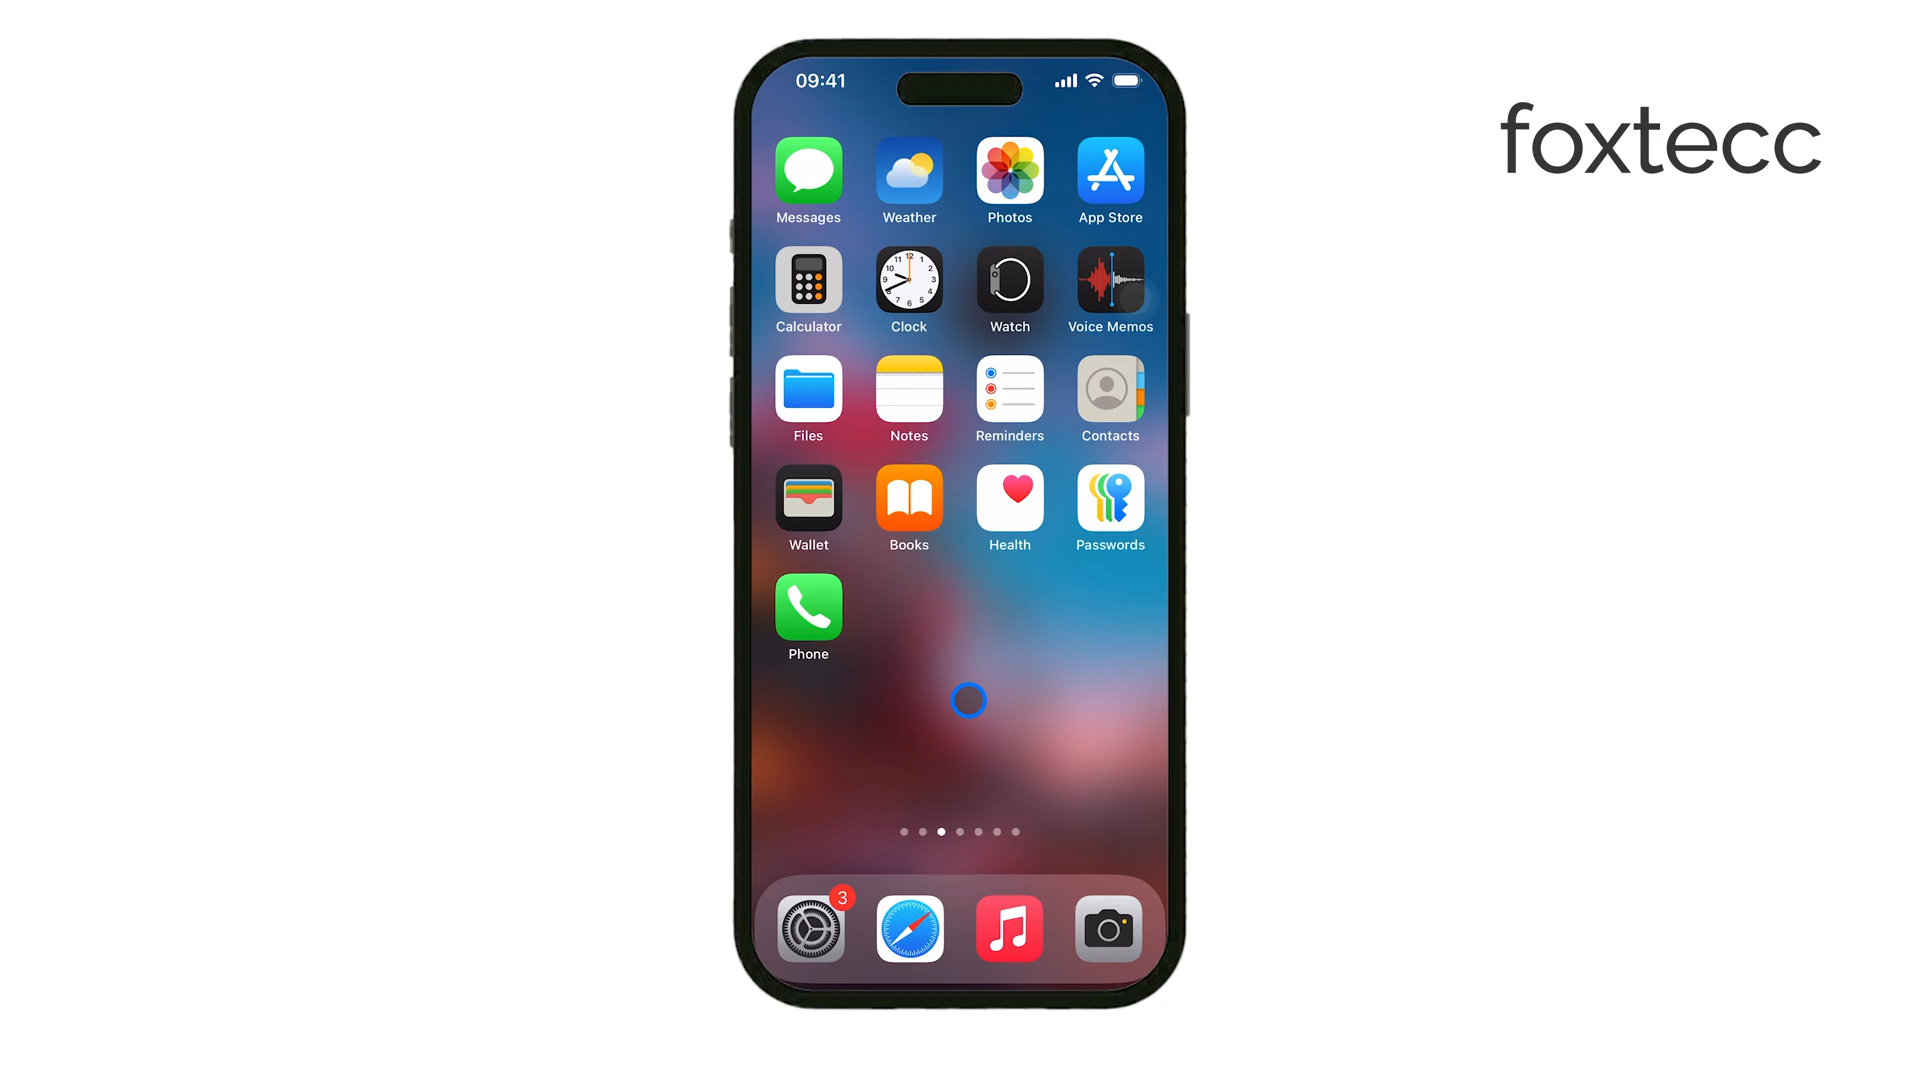 09:41
foxtecc
Messages Weather Photos App Store
Calculator Clock Watch Voice Memos
Files Notes Reminders Contacts
Wallet Books Health Passwords
Phone
3